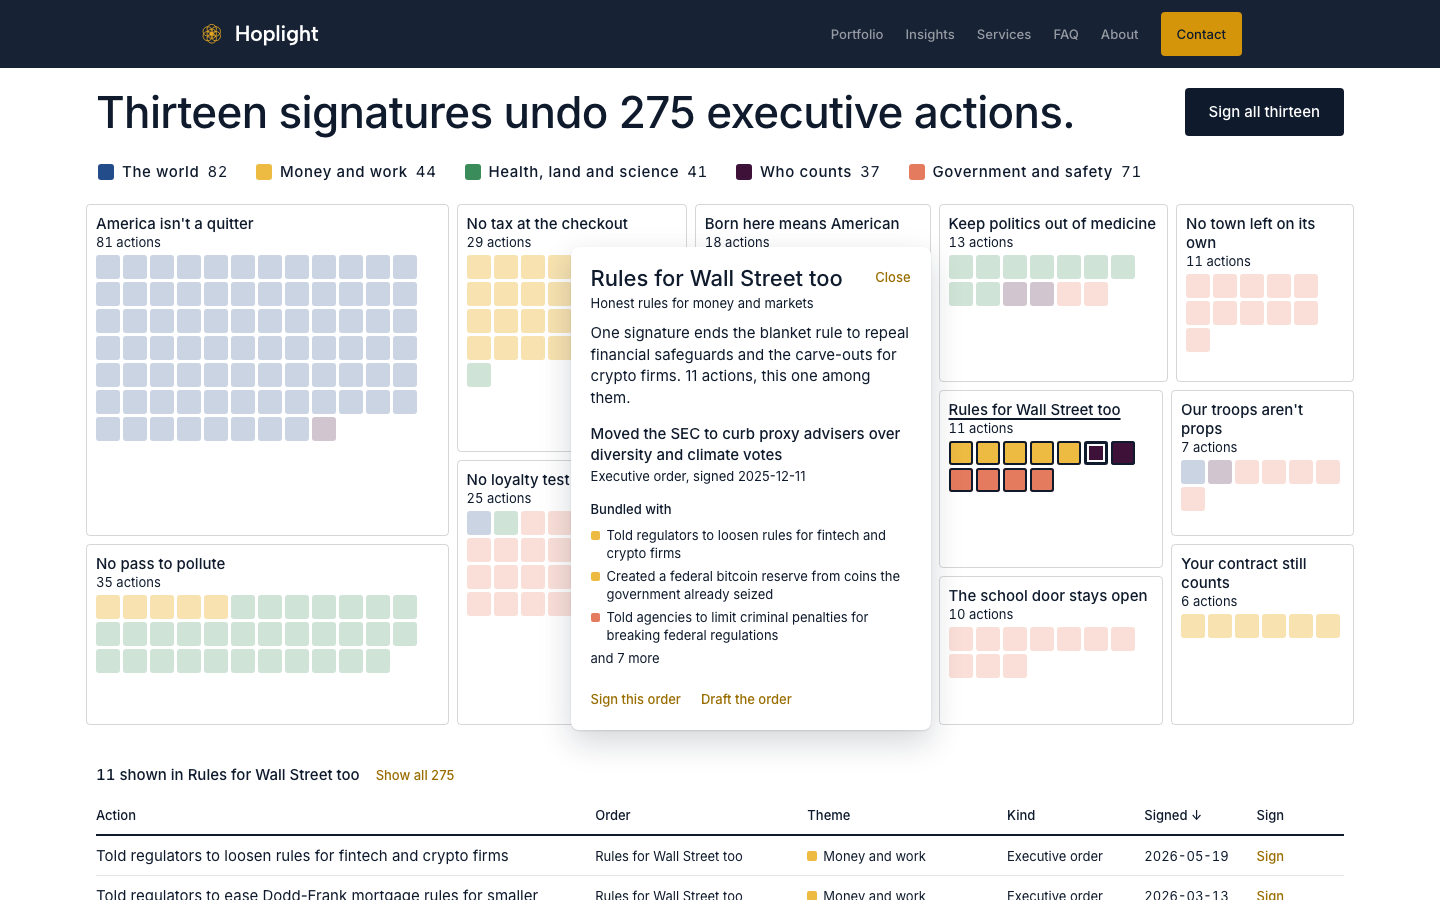 Hoplight
Portfolio Insights Services FAQ About Contact
Thirteen signatures undo 275 executive actions.
Sign all thirteen
The world 82 Money and work 44 Health, land and science 41 Who counts 37 Government and safety 71
America isn't a quitter
81 actions
No tax at the checkout
29 actions
Born here means American
18 actions
Keep politics out of medicine
13 actions
No town left on its
own
11 actions
Rules for Wall Street too
Close
Honest rules for money and markets
One signature ends the blanket rule to repeal
financial safeguards and the carve-outs for
crypto firms. 11 actions, this one among
them.
Moved the SEC to curb proxy advisers over
diversity and climate votes
Executive order, signed 2025-12-11
Bundled with
Told regulators to loosen rules for fintech and
crypto firms
Created a federal bitcoin reserve from coins the
government already seized
Told agencies to limit criminal penalties for
breaking federal regulations
and 7 more
Sign this order Draft the order
Rules for Wall Street too
11 actions
Our troops aren't
props
7 actions
No loyalty test
25 actions
No pass to pollute
35 actions
The school door stays open
10 actions
Your contract still
counts
6 actions
11 shown in Rules for Wall Street too Show all 275
Action Order Theme Kind Signed ↓ Sign
Told regulators to loosen rules for fintech and crypto firms Rules for Wall Street too Money and work Executive order 2026-05-19 Sign
Told regulators to ease Dodd-Frank mortgage rules for smaller Rules for Wall Street too Money and work Executive order 2026-03-13 Sign